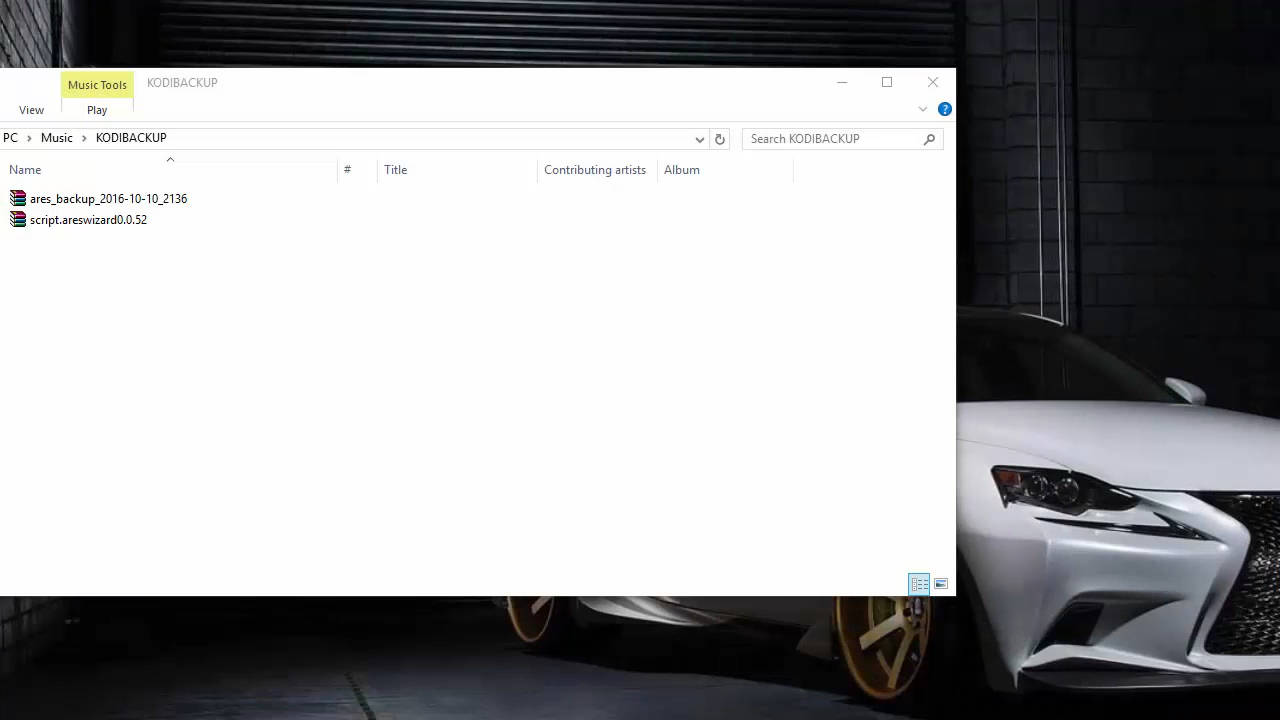 Music Tools KODIBACKUP
View Play
PC Music KODIBACKUP Search KODIBACKUP
Name # Title Contributing artists Album
ares_backup_2016-10-10_2136
script.areswizard0.0.52